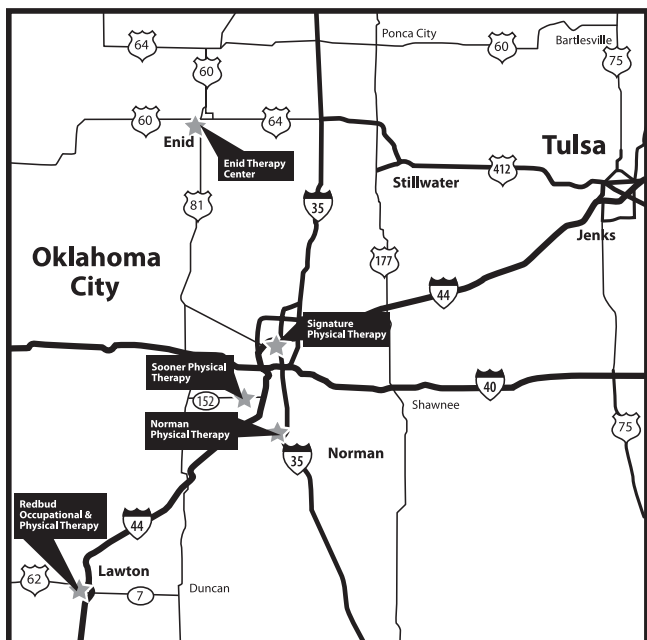 64
Ponca City
60
Bartlesville
75
60
60
64
Enid
Tulsa
Enid Therapy
Center
412
Stillwater
81
35
Jenks
Oklahoma
City
177
44
Signature
Physical Therapy
Sooner Physical
Therapy
40
152
Shawnee
Norman
Physical Therapy
75
35
Norman
Redbud
Occupational &
Physical Therapy
44
Lawton
62
Duncan
7